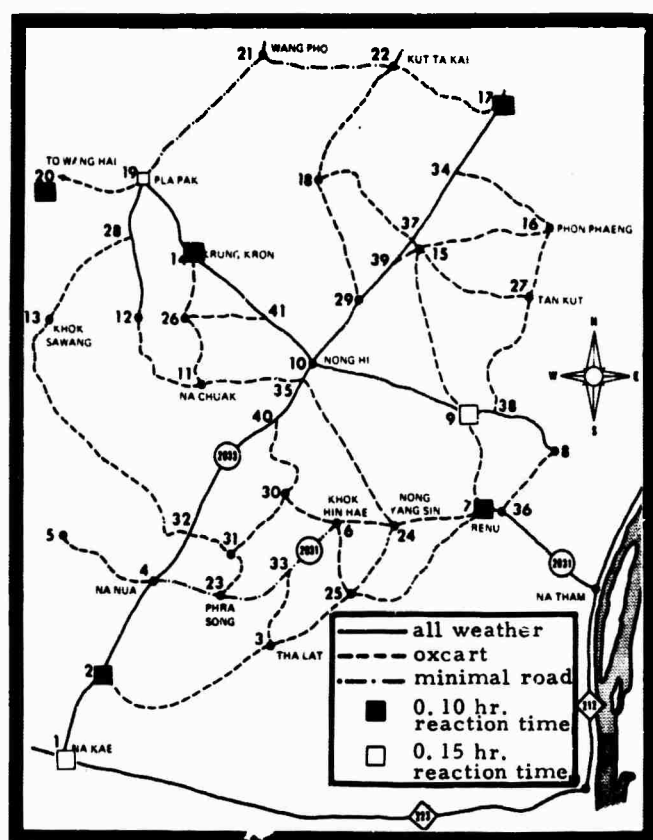 21
WANG PHO
22
KUT TA KAI
17
TO WANG HAI
20
19
PLA PAK
18
34
37
16
PHON PHAENG
28
14
KRUNG KRON
39
15
13
KHOK
SAWANG
12
26
41
29
27
TAN KUT
10
NONG HI
11
NA CHUAK
35
40
9
38
N
W
E
S
2033
8
30
KHOK
HIN HAE
NONG
YANG SIN
7
36
RENU
32
31
6
24
5
33
2031
2031
4
NA NUA
23
PHRA
SONG
25
NA THAM
3
THA LAT
2
1
NA KAE
all weather
oxcart
minimal road
0.10 hr.
reaction time
0.15 hr.
reaction time
212
223